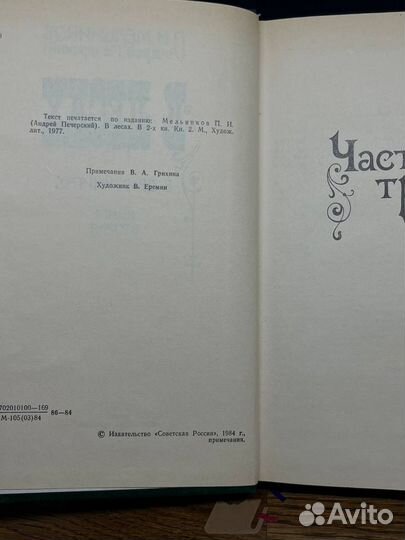 Текст печатается по изданию: Мельников П. И.
(Андрей Печерский). В лесах. В 2-х кн. Кн. 2. М., Худож.
лит., 1977.
Примечания В. А. Грихина
Художник В. Еремин
702010100—169
М-105(03)84
86—84
© Издательство «Советская Россия», 1984 г.,
примечания.
Част
т
Avito